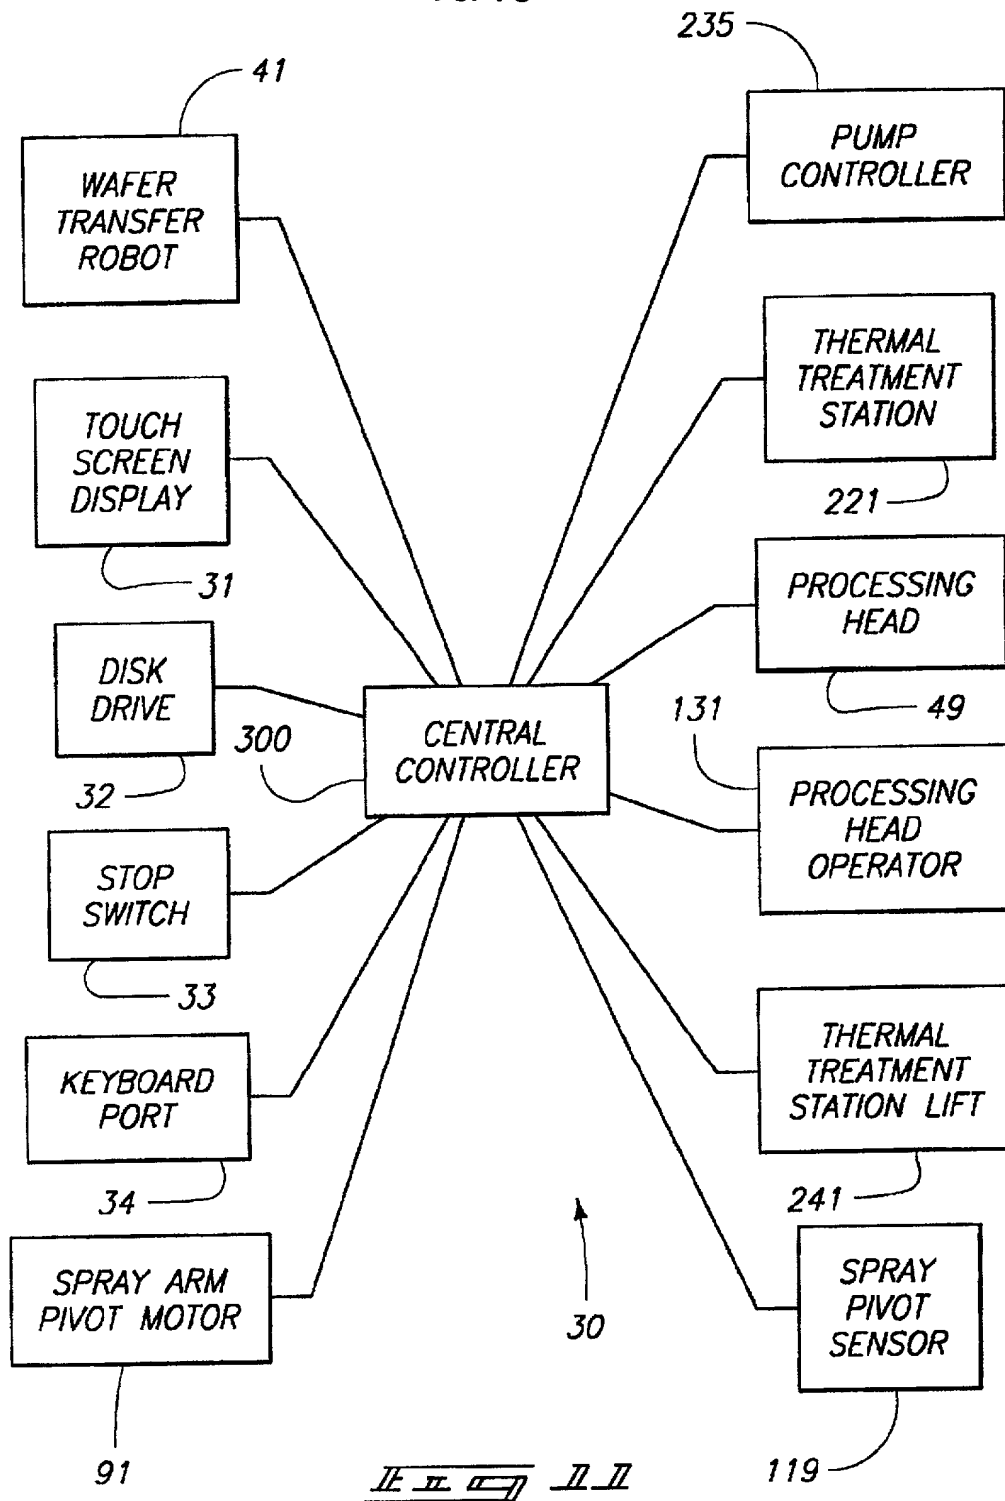 235
41
PUMP
CONTROLLER
WAFER
TRANSFER
ROBOT
THERMAL
TREATMENT
STATION
221
TOUCH
SCREEN
DISPLAY
31
PROCESSING
HEAD
49
DISK
DRIVE
32
300
CENTRAL
CONTROLLER
131
PROCESSING
HEAD
OPERATOR
STOP
SWITCH
33
KEYBOARD
PORT
34
THERMAL
TREATMENT
STATION LIFT
241
SPRAY ARM
PIVOT MOTOR
91
30
SPRAY
PIVOT
SENSOR
119
Fig 11